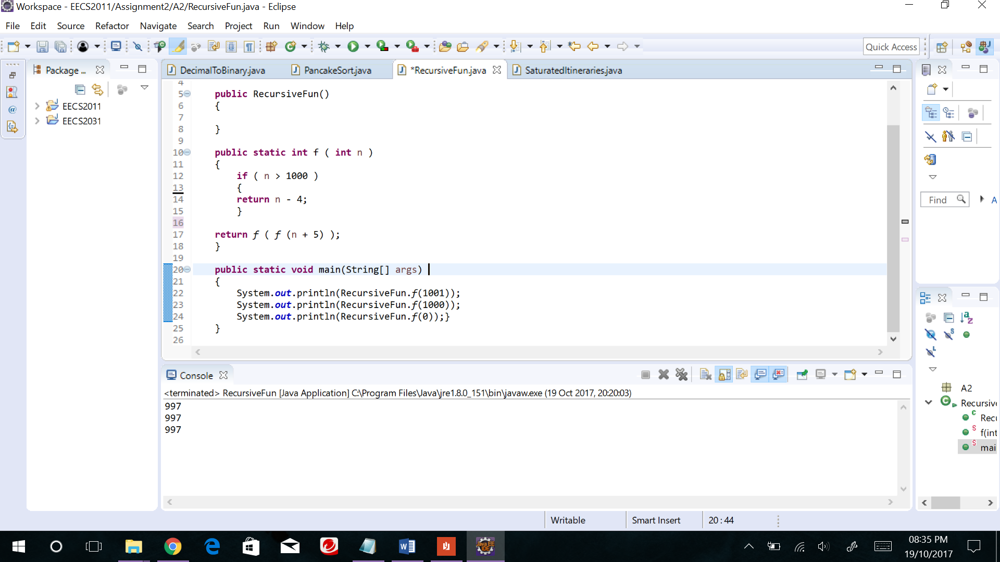 Workspace - EECS2011/Assignment2/A2/RecursiveFun.java - Eclipse
File Edit Source Refactor Navigate Search Project Run Window Help
Quick Access
Package ...
DecimalToBinary.java PancakeSort.java *RecursiveFun.java SaturatedItineraries.java
EECS2011
EECS2031
4
5 public RecursiveFun()
6 {
7
8 }
9
10 public static int f ( int n )
11 {
12 if ( n > 1000 )
13 {
14 return n - 4;
15 }
16
17 return f ( f (n + 5) );
18 }
19
20 public static void main(String[] args)
21 {
22 System.out.println(RecursiveFun.f(1001));
23 System.out.println(RecursiveFun.f(1000));
24 System.out.println(RecursiveFun.f(0));}
25 }
26
Find A
A2
Recursive
Recu
f(int
mai
Console
<terminated> RecursiveFun [Java Application] C:\Program Files\Java\jre1.8.0_151\bin\javaw.exe (19 Oct 2017, 20:20:03)
997
997
997
Writable Smart Insert 20 : 44
Java EE
IDE
08:35 PM
19/10/2017